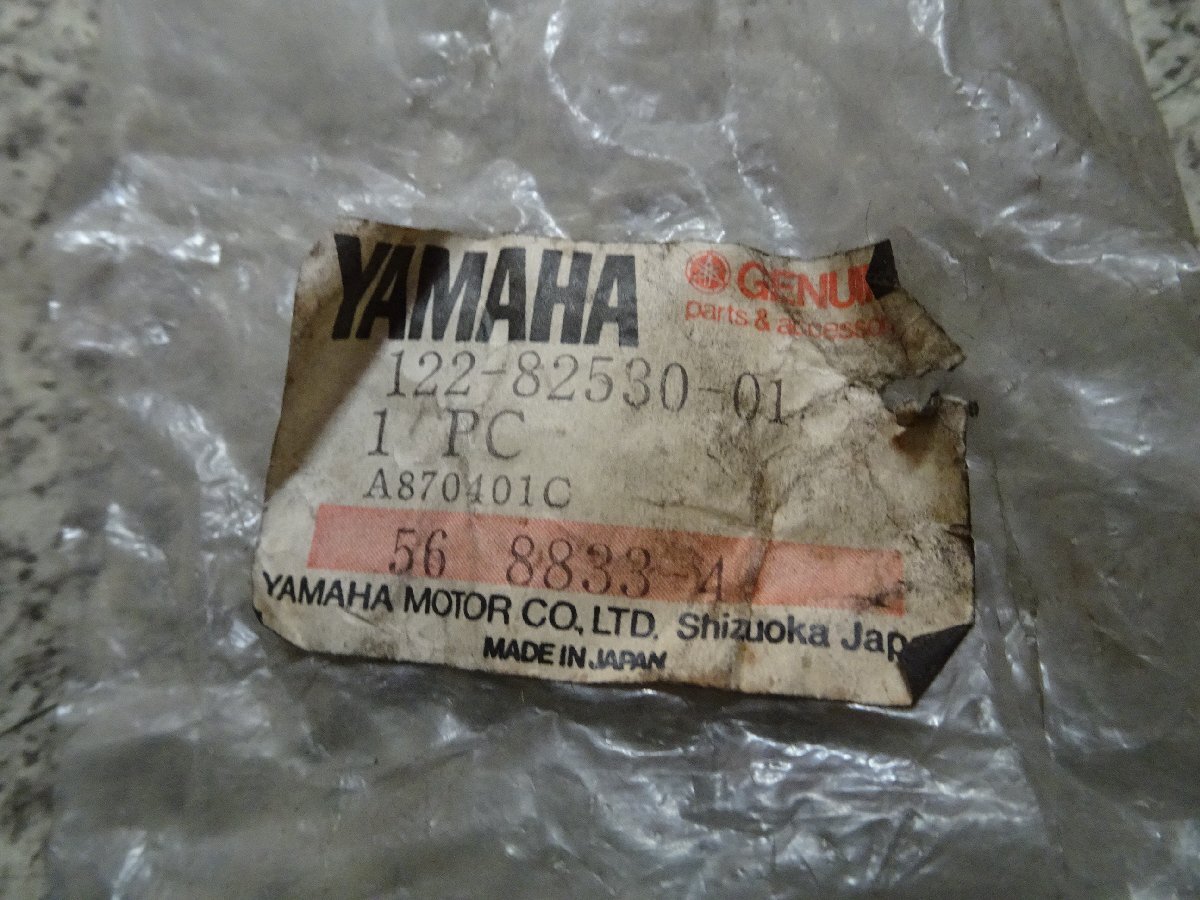 YAMAHA
GENUI
parts & accesso
122-82530-01
1 PC
A870401C
56 8833-4
YAMAHA MOTOR CO., LTD. Shizuoka Jap
MADE IN JAPAN